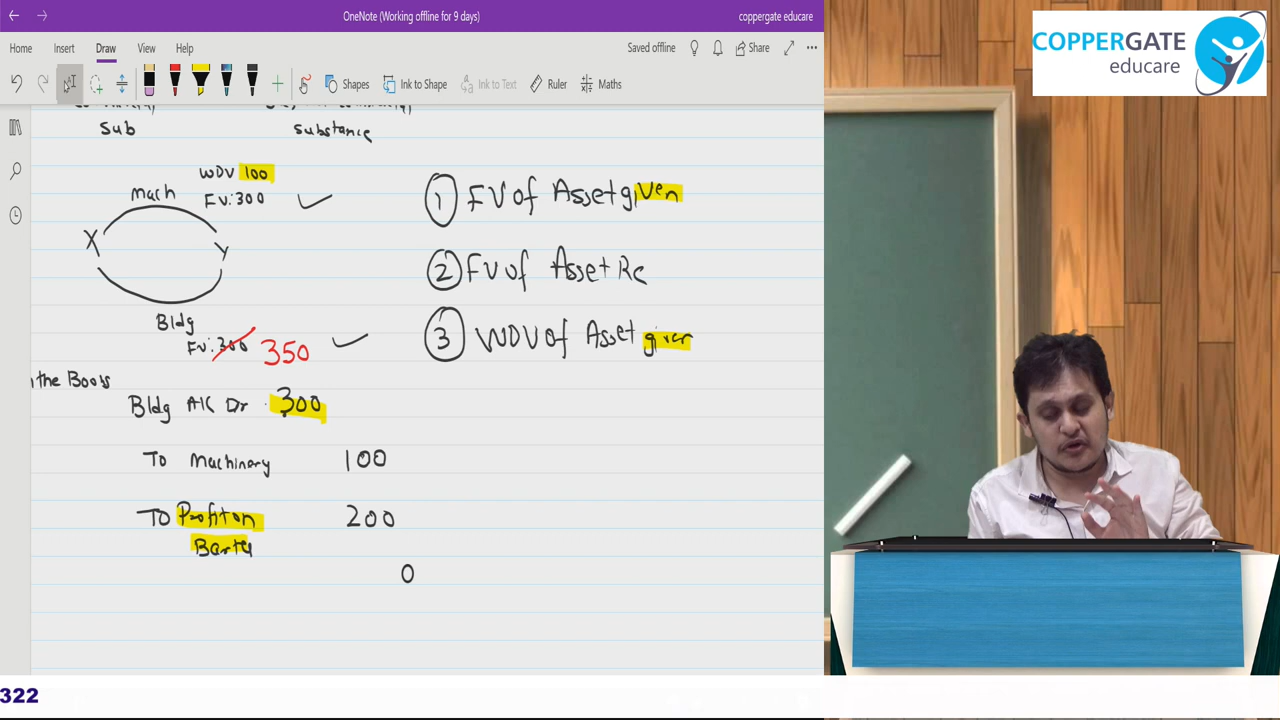 OneNote (Working offline for 9 days)
coppergate educare
Home Insert Draw View Help
Saved offline
Share
Shapes
Ink to Shape
Ink to Text
Ruler
Maths
COPPERGATE
educare
Sub
substance
WDV 100
Mach
FV:300
X
Y
Bldg
FV:300 350
the Books
Bldg A/c Dr 300
To Machinery 100
To Profit on 200
Barter
0
① FV of Asset given
② FV of Asset Re
③ WDV of Asset given
322